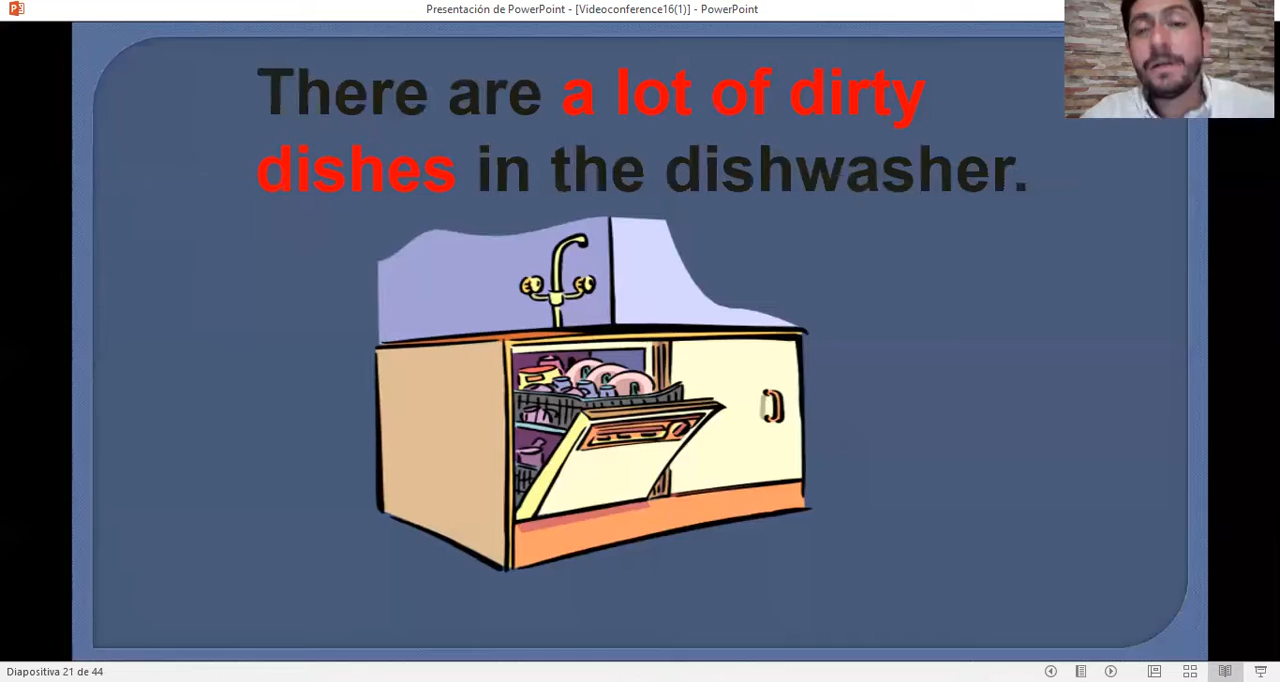 Presentación de PowerPoint - [Videoconference16(1)] - PowerPoint
There are a lot of dirty
dishes in the dishwasher.
Diapositiva 21 de 44